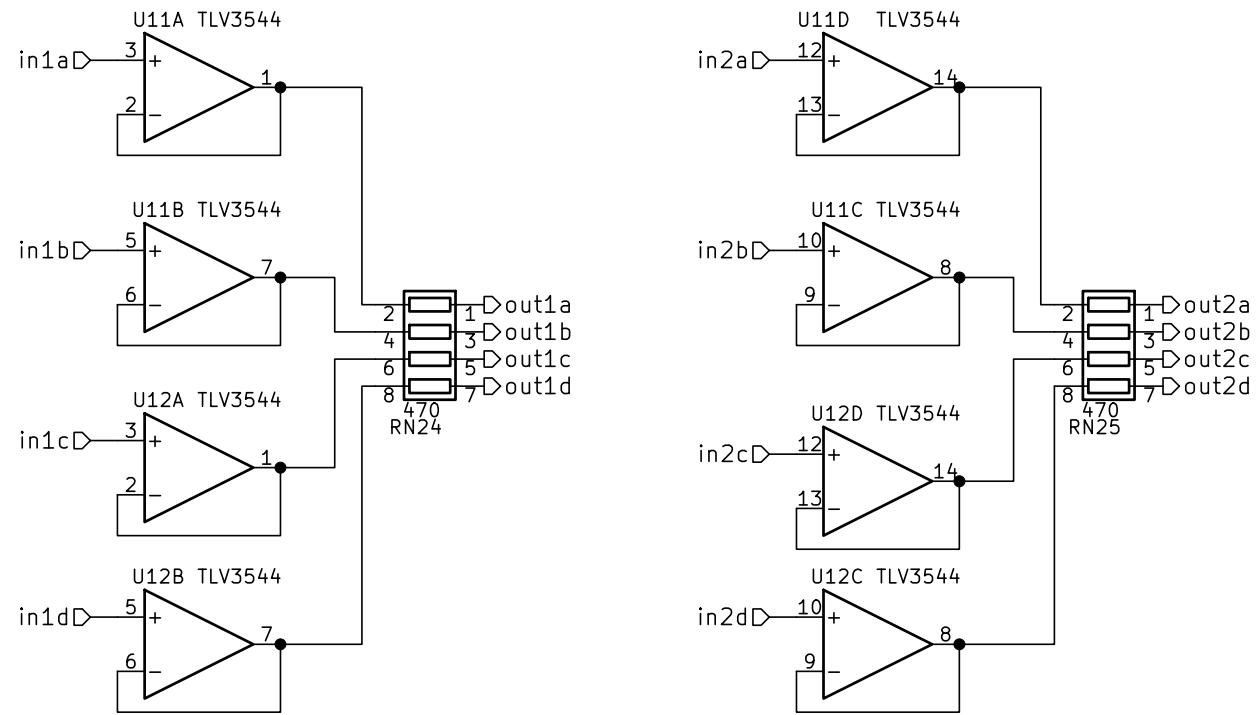 U11A TLV3544
in1a
3
+
1
2
−
U11B TLV3544
in1b
5
+
7
6
−
U12A TLV3544
in1c
3
+
1
2
−
U12B TLV3544
in1d
5
+
7
6
−
2 1 out1a
4 3 out1b
6 5 out1c
8 7 out1d
470
RN24
U11D TLV3544
in2a
12
+
14
13
−
U11C TLV3544
in2b
10
+
8
9
−
U12D TLV3544
in2c
12
+
14
13
−
U12C TLV3544
in2d
10
+
8
9
−
2 1 out2a
4 3 out2b
6 5 out2c
8 7 out2d
470
RN25